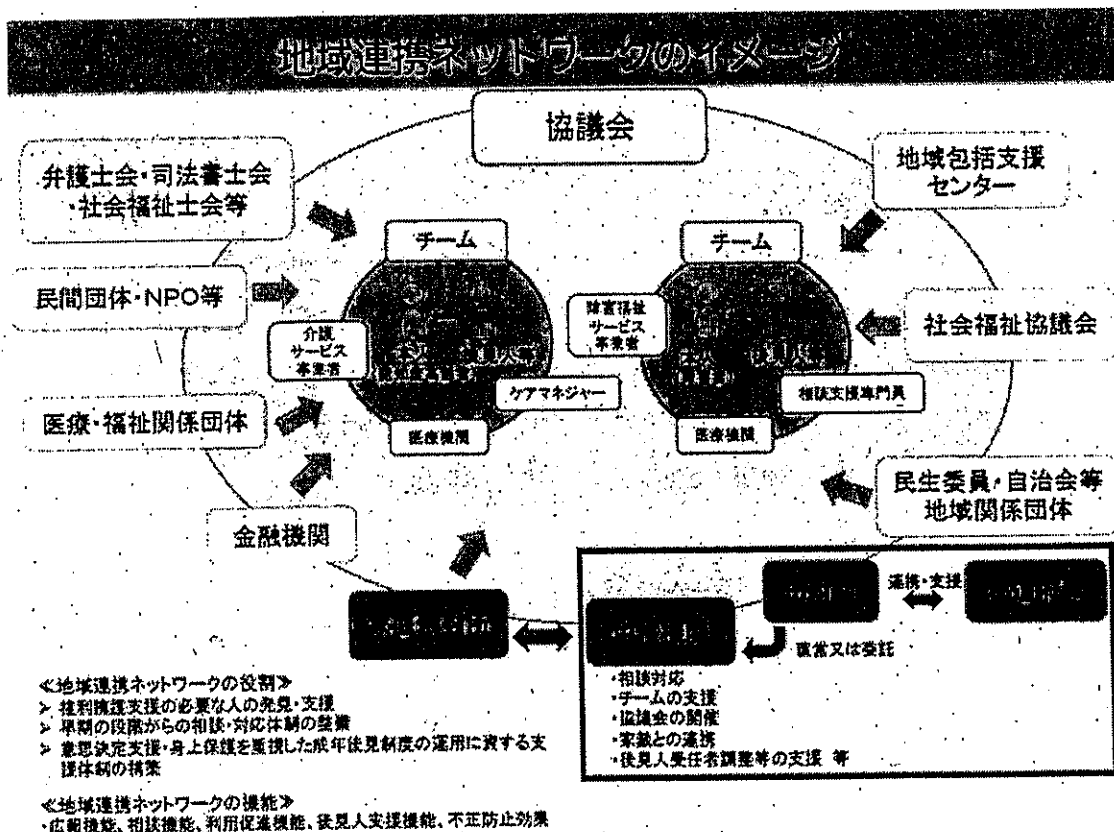 地域連携ネットワークのイメージ
協議会
弁護士会・司法書士会
・社会福祉士会等
地域包括支援
センター
チーム
チーム
民間団体・NPO等
社会福祉協議会
介護
サービス
事業者
障害福祉
サービス
事業者
ケアマネジャー
相談支援専門員
医療・福祉関係団体
医療機関
医療機関
民生委員・自治会等
地域関係団体
金融機関
連携・支援
直営又は委託
・相談対応
・チームの支援
・協議会の開催
・家族との連携
・後見人受任者調整等の支援 等
≪地域連携ネットワークの役割≫
➢ 権利擁護支援の必要な人の発見・支援
➢ 早期の段階からの相談・対応体制の整備
➢ 意思決定支援・身上保護を重視した成年後見制度の運用に資する支
援体制の構築
≪地域連携ネットワークの機能≫
・広報機能、相談機能、利用促進機能、後見人支援機能、不正防止効果